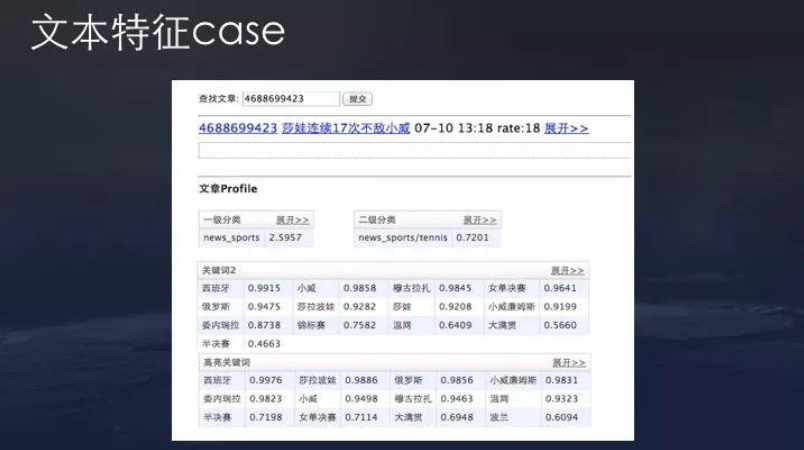 文本特征case
查找文章: 4688699423 提交
4688699423 莎娃连续17次不敌小威 07-10 13:18 rate:18 展开>>
文章Profile
一级分类 展开>> 二级分类 展开>>
news_sports 2.5957 news_sports/tennis 0.7201
关键词2 展开>>
西班牙 0.9915 小威 0.9858 穆古拉扎 0.9845 女单决赛 0.9641
俄罗斯 0.9475 莎拉波娃 0.9282 莎娃 0.9208 小威廉姆斯 0.9199
委内瑞拉 0.8738 锦标赛 0.7582 温网 0.6409 大满贯 0.5660
半决赛 0.4663
高亮关键词 展开>>
西班牙 0.9976 莎拉波娃 0.9886 俄罗斯 0.9856 小威廉姆斯 0.9831
委内瑞拉 0.9823 小威 0.9498 穆古拉扎 0.9463 温网 0.9323
半决赛 0.7198 女单决赛 0.7114 大满贯 0.6948 波兰 0.6094